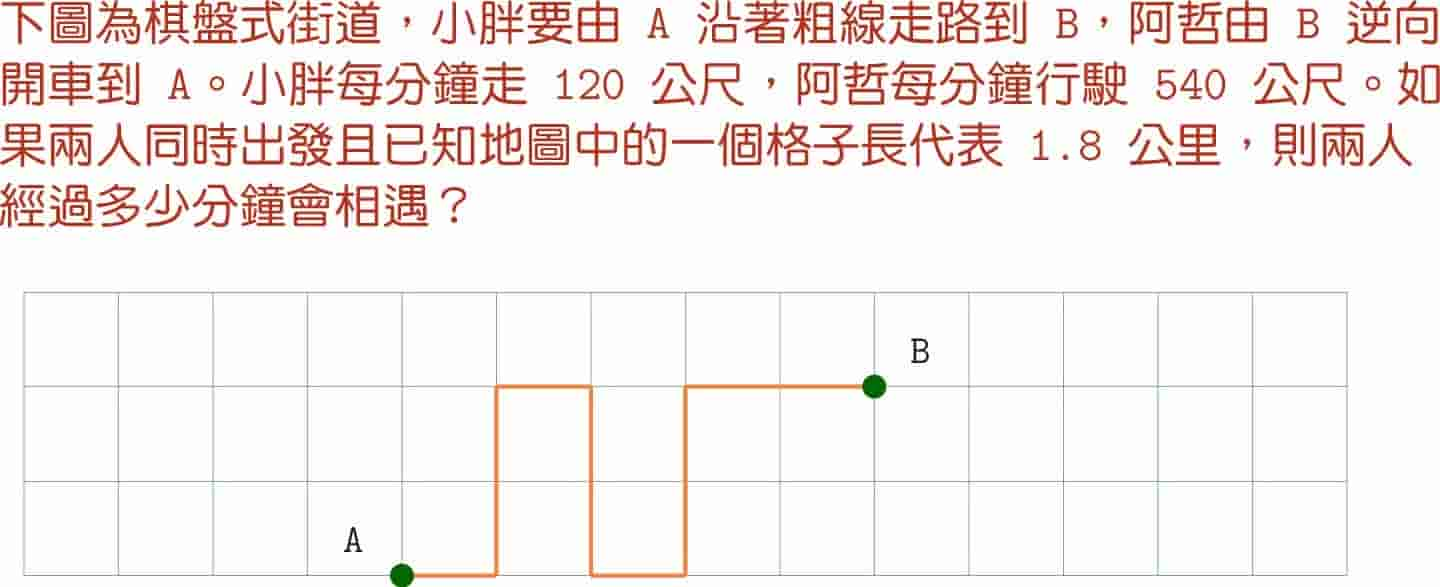 下圖為棋盤式街道，小胖要由 A 沿著粗線走路到 B，阿哲由 B 逆向
開車到 A。小胖每分鐘走 120 公尺，阿哲每分鐘行駛 540 公尺。如
果兩人同時出發且已知地圖中的一個格子長代表 1.8 公里，則兩人
經過多少分鐘會相遇？
B
A